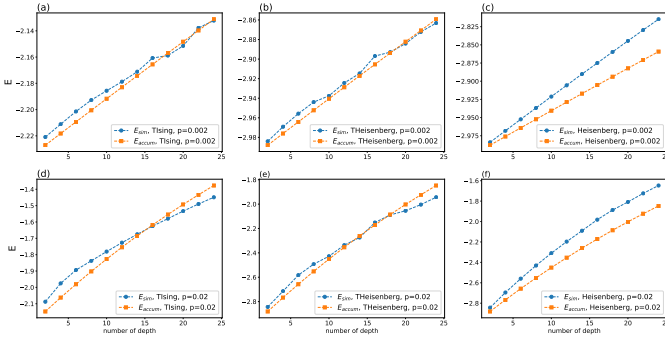 (a)
(b)
(c)
E
−2.14
−2.16
−2.18
−2.20
−2.22
5 10 15 20 25
E_sim, TIsing, p=0.002
E_accum, TIsing, p=0.002
−2.86
−2.88
−2.90
−2.92
−2.94
−2.96
−2.98
5 10 15 20 25
E_sim, THeisenberg, p=0.002
E_accum, THeisenberg, p=0.002
−2.825
−2.850
−2.875
−2.900
−2.925
−2.950
−2.975
5 10 15 20 25
E_sim, Heisenberg, p=0.002
E_accum, Heisenberg, p=0.002
(d)
(e)
(f)
E
−1.4
−1.5
−1.6
−1.7
−1.8
−1.9
−2.0
−2.1
5 10 15 20 25
number of depth
E_sim, TIsing, p=0.02
E_accum, TIsing, p=0.02
−1.8
−2.0
−2.2
−2.4
−2.6
−2.8
5 10 15 20 25
number of depth
E_sim, THeisenberg, p=0.02
E_accum, THeisenberg, p=0.02
−1.6
−1.8
−2.0
−2.2
−2.4
−2.6
−2.8
5 10 15 20 25
number of depth
E_sim, Heisenberg, p=0.02
E_accum, Heisenberg, p=0.02